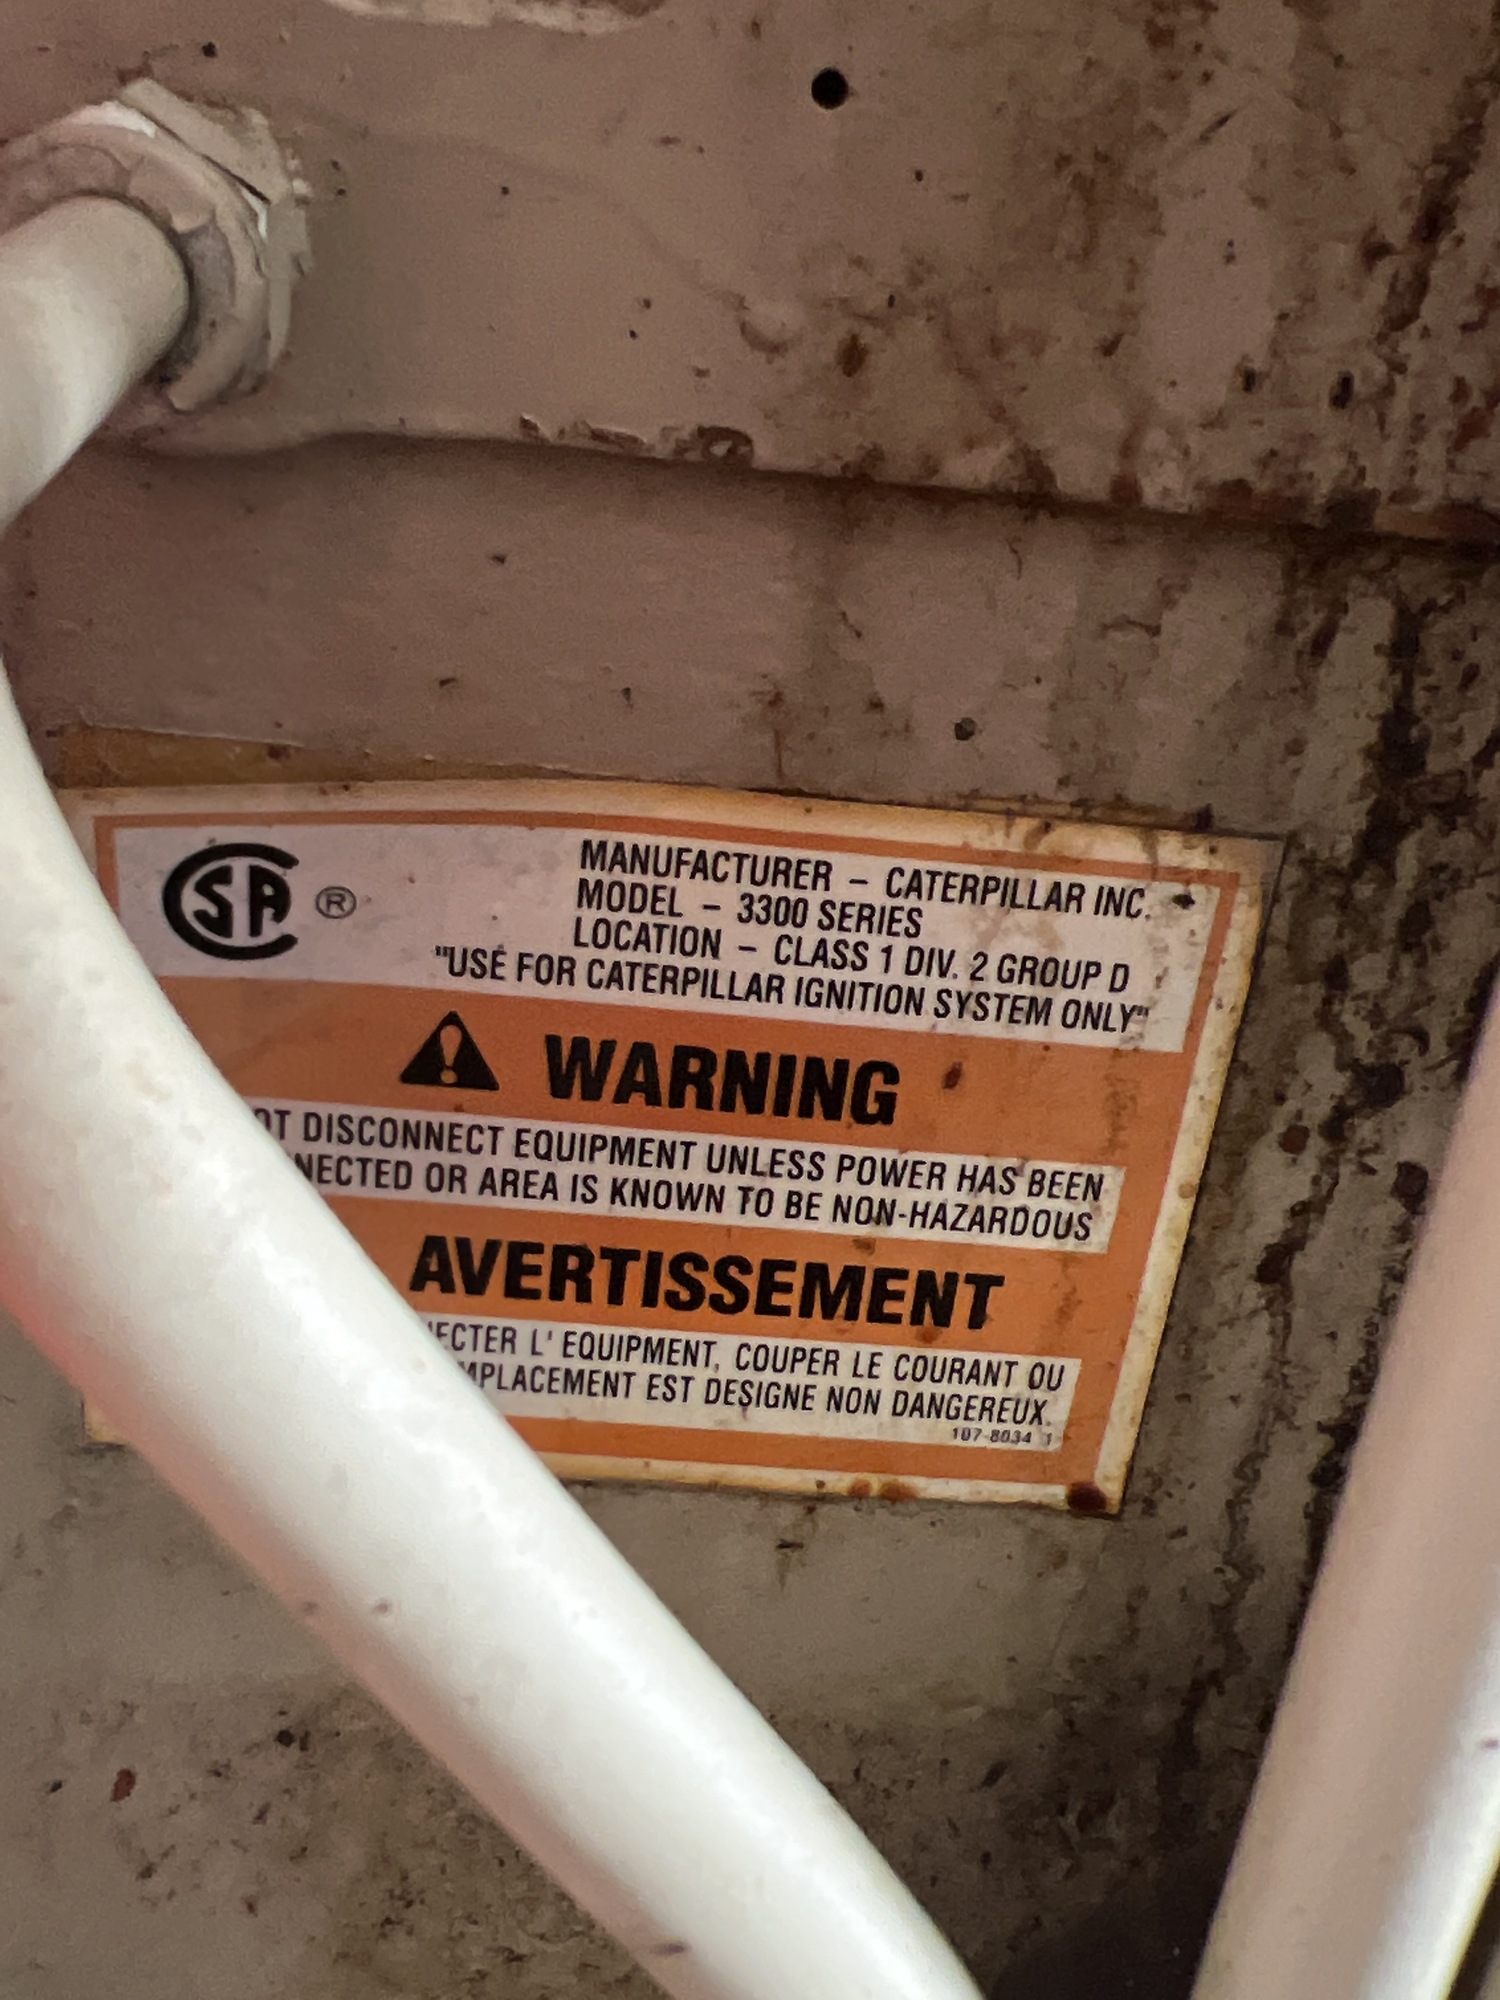 CSA ®
MANUFACTURER – CATERPILLAR INC.
MODEL – 3300 SERIES
LOCATION – CLASS 1 DIV. 2 GROUP D
"USE FOR CATERPILLAR IGNITION SYSTEM ONLY"
WARNING
DISCONNECT EQUIPMENT UNLESS POWER HAS BEEN
OR AREA IS KNOWN TO BE NON-HAZARDOUS
AVERTISSEMENT
L' EQUIPMENT, COUPER LE COURANT OU
EST DESIGNE NON DANGEREUX.
107-8034 1